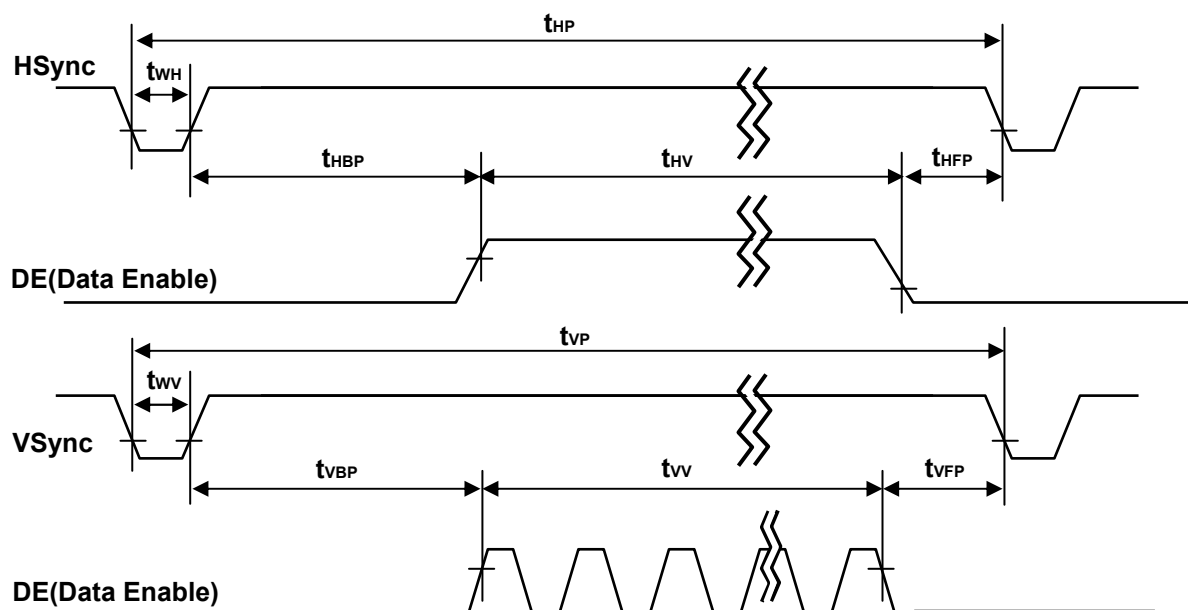 tHP
HSync
tWH
tHBP
tHV
tHFP
DE(Data Enable)
tVP
tWV
VSync
tVBP
tVV
tVFP
DE(Data Enable)